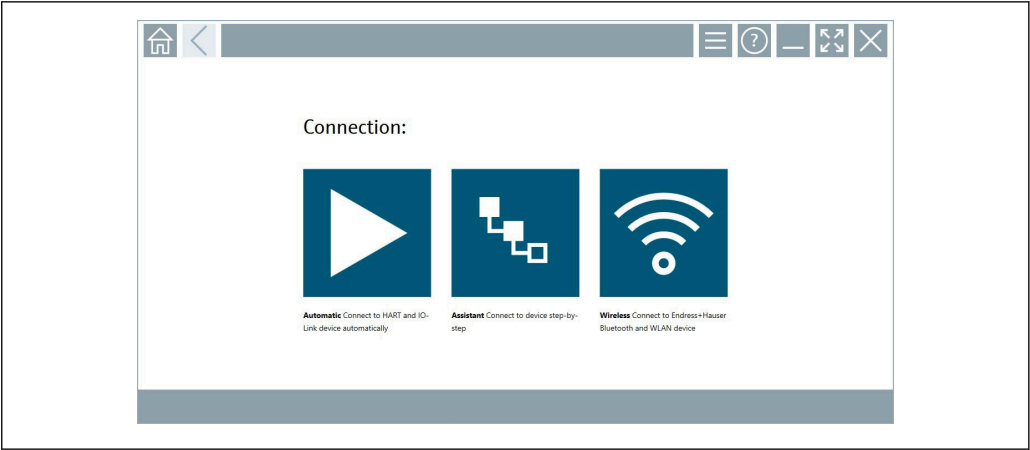 Connection:
Automatic Connect to HART and IO-
Link device automatically
Assistant Connect to device step-by-
step
Wireless Connect to Endress+Hauser
Bluetooth and WLAN device